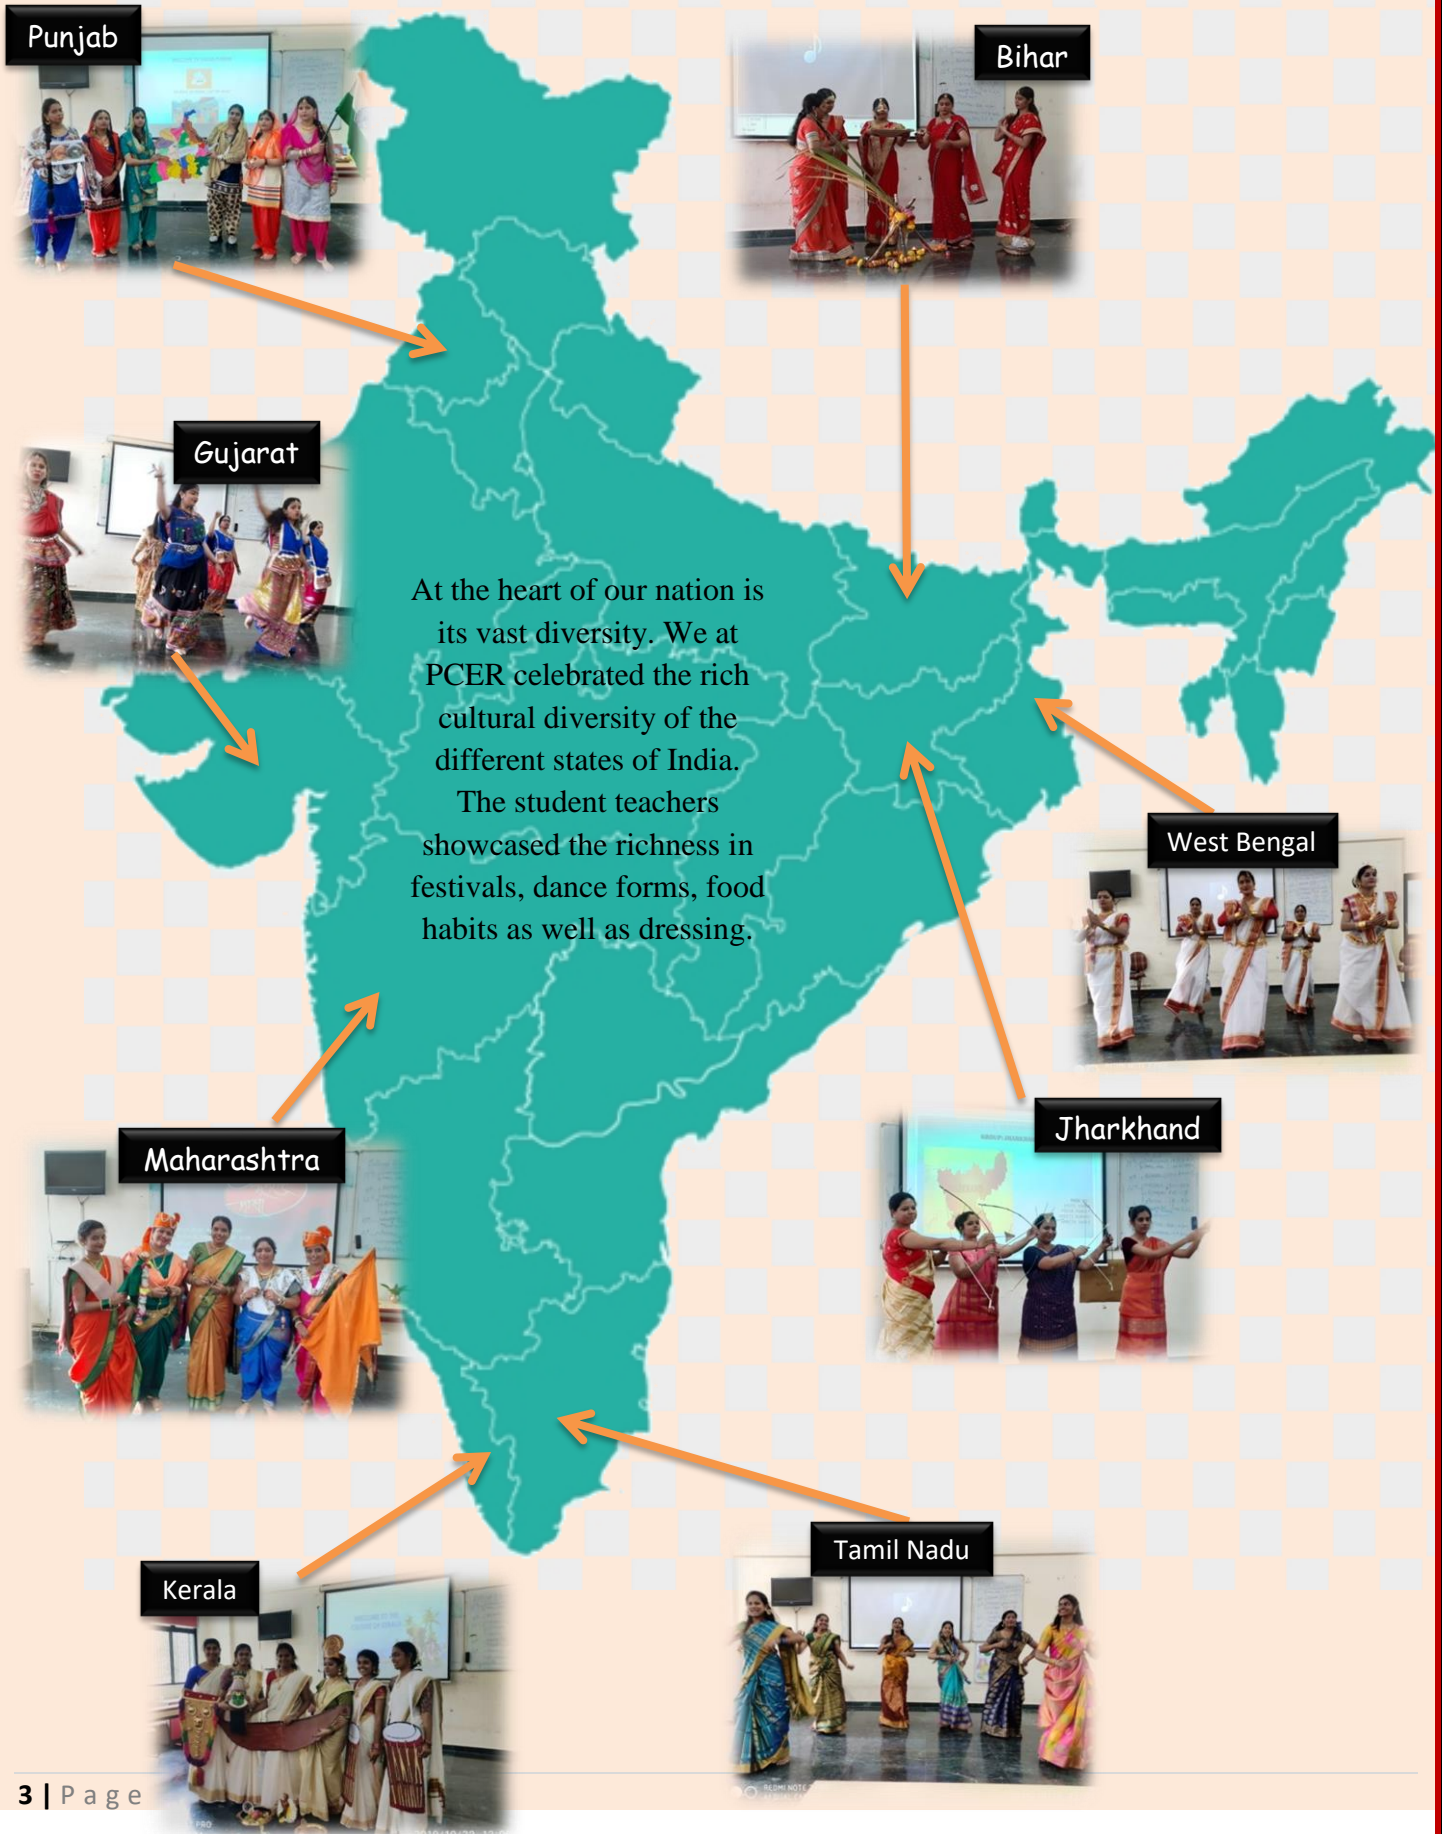 Punjab
Bihar
Gujarat
At the heart of our nation is
its vast diversity. We at
PCER celebrated the rich
cultural diversity of the
different states of India.
The student teachers
showcased the richness in
festivals, dance forms, food
habits as well as dressing.
West Bengal
Jharkhand
Maharashtra
Tamil Nadu
Kerala
REDMI NOTE
3 | Page